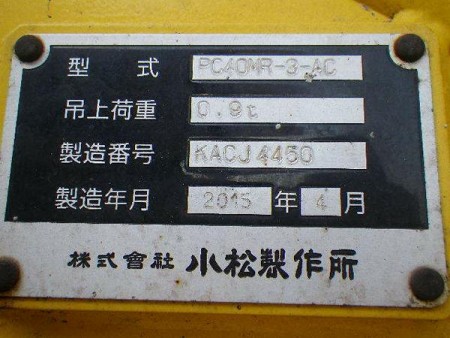 型 式 PC40MR-3-AC
吊上荷重 0.9t
製造番号 KACJ4450
製造年月 2015 年 4 月
株式會社 小松製作所